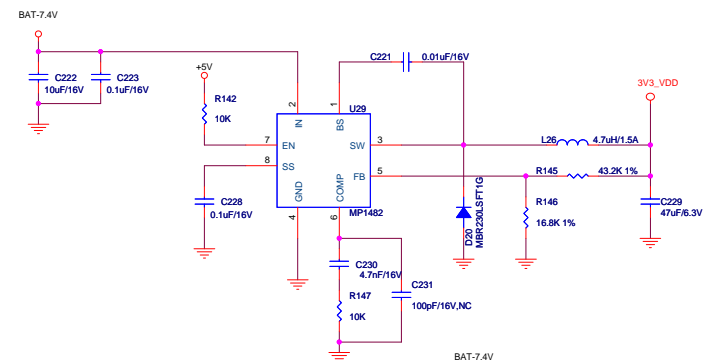 BAT-7.4V
C222
10uF/16V
C223
0.1uF/16V
+5V
R142
10K
C221
0.01uF/16V
3V3_VDD
U29
2
1
IN
BS
7
EN
SW
3
L26
4.7uH/1.5A
8
SS
FB
5
R145
43.2K 1%
GND
COMP
MP1482
4
6
C228
0.1uF/16V
D20
MBR230LSFT1G
R146
16.8K 1%
C229
47uF/6.3V
C230
4.7nF/16V
C231
100pF/16V,NC
R147
10K
BAT-7.4V